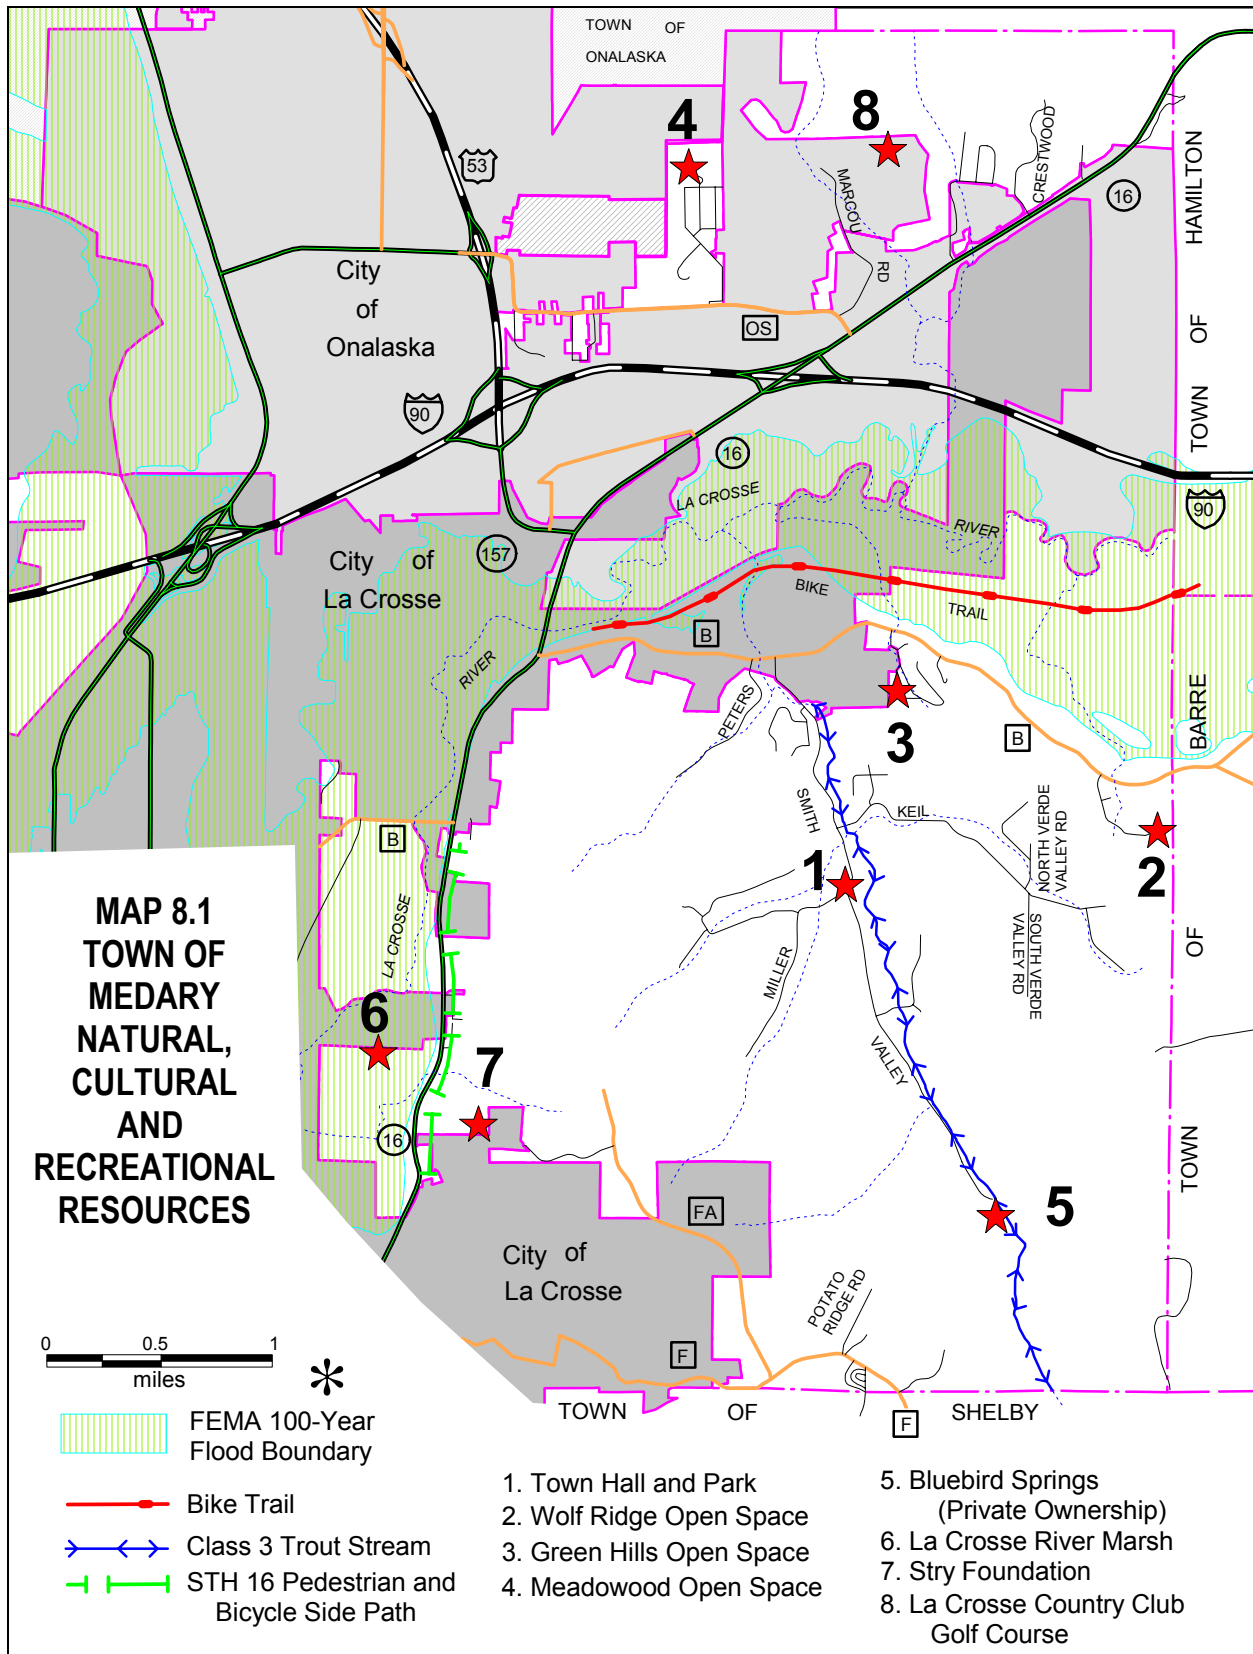 TOWN OF
ONALASKA
4
8
53
MARCOU
RD
CRESTWOOD
16
HAMILTON
TOWN OF
City
of
Onalaska
OS
90
16
LA CROSSE
RIVER
90
157
City of
La Crosse
BIKE
TRAIL
B
RIVER
PETERS
3
B
BARRE
SMITH
KEIL
NORTH VERDE
VALLEY RD
2
B
1
SOUTH VERDE
VALLEY RD
OF
LA CROSSE
MILLER
MAP 8.1
TOWN OF
MEDARY
NATURAL,
CULTURAL
AND
RECREATIONAL
RESOURCES
6
7
VALLEY
16
TOWN
FA
5
City of
La Crosse
POTATO
RIDGE RD
F
0 0.5 1
miles
*
TOWN OF SHELBY
F
FEMA 100-Year
Flood Boundary
Bike Trail
Class 3 Trout Stream
STH 16 Pedestrian and
Bicycle Side Path
1. Town Hall and Park
2. Wolf Ridge Open Space
3. Green Hills Open Space
4. Meadowood Open Space
5. Bluebird Springs
(Private Ownership)
6. La Crosse River Marsh
7. Stry Foundation
8. La Crosse Country Club
Golf Course